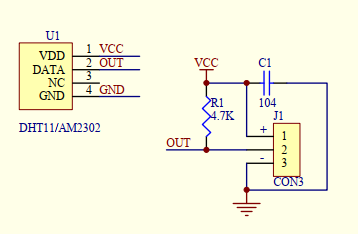 U1
VDD 1 VCC
DATA 2 OUT
NC 3
GND 4 GND
DHT11/AM2302
VCC
C1
104
R1
4.7K
J1
+ 1
OUT 2
- 3
CON3